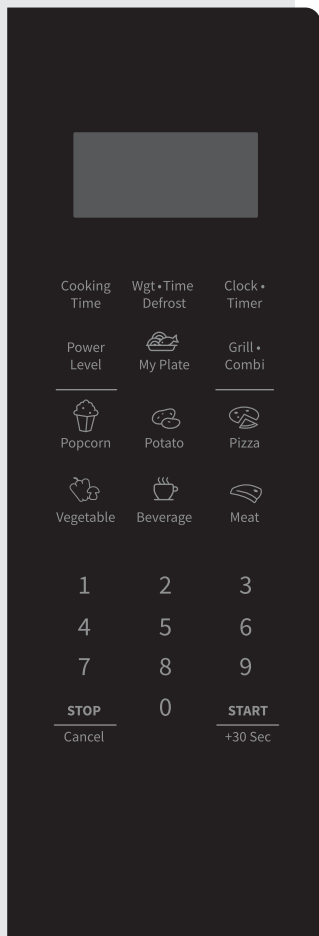 Cooking Wgt•Time Clock •
Time Defrost Timer
Power Grill •
Level My Plate Combi
Popcorn Potato Pizza
Vegetable Beverage Meat
1 2 3
4 5 6
7 8 9
STOP 0 START
Cancel +30 Sec